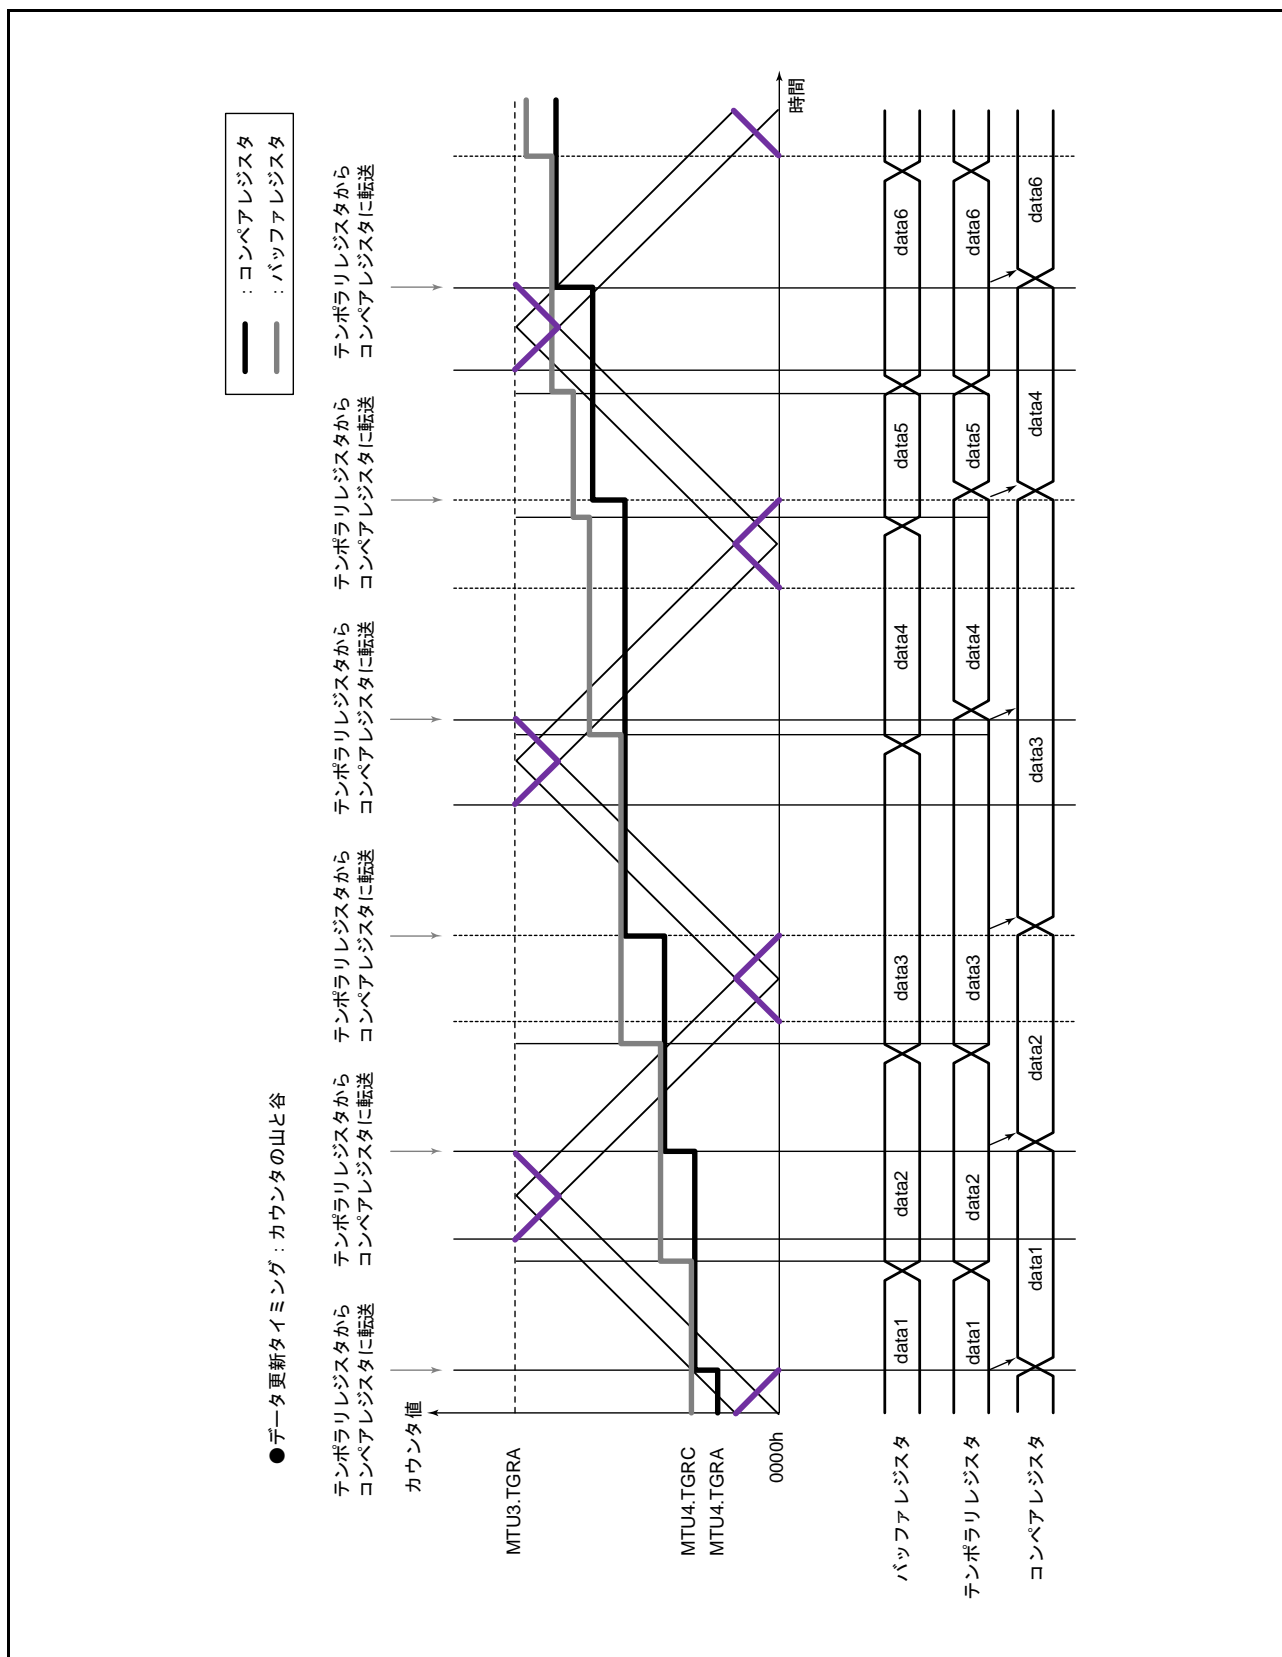 ●データ更新タイミング：カウンタの山と谷
：コンペアレジスタ
：バッファレジスタ
テンポラリレジスタから
コンペアレジスタに転送
テンポラリレジスタから
コンペアレジスタに転送
テンポラリレジスタから
コンペアレジスタに転送
テンポラリレジスタから
コンペアレジスタに転送
テンポラリレジスタから
コンペアレジスタに転送
テンポラリレジスタから
コンペアレジスタに転送
カウンタ値
MTU3.TGRA
MTU4.TGRC
MTU4.TGRA
0000h
時間
バッファレジスタ
data1
data2
data3
data4
data5
data6
テンポラリレジスタ
data1
data2
data3
data4
data5
data6
コンペアレジスタ
data1
data2
data3
data4
data6